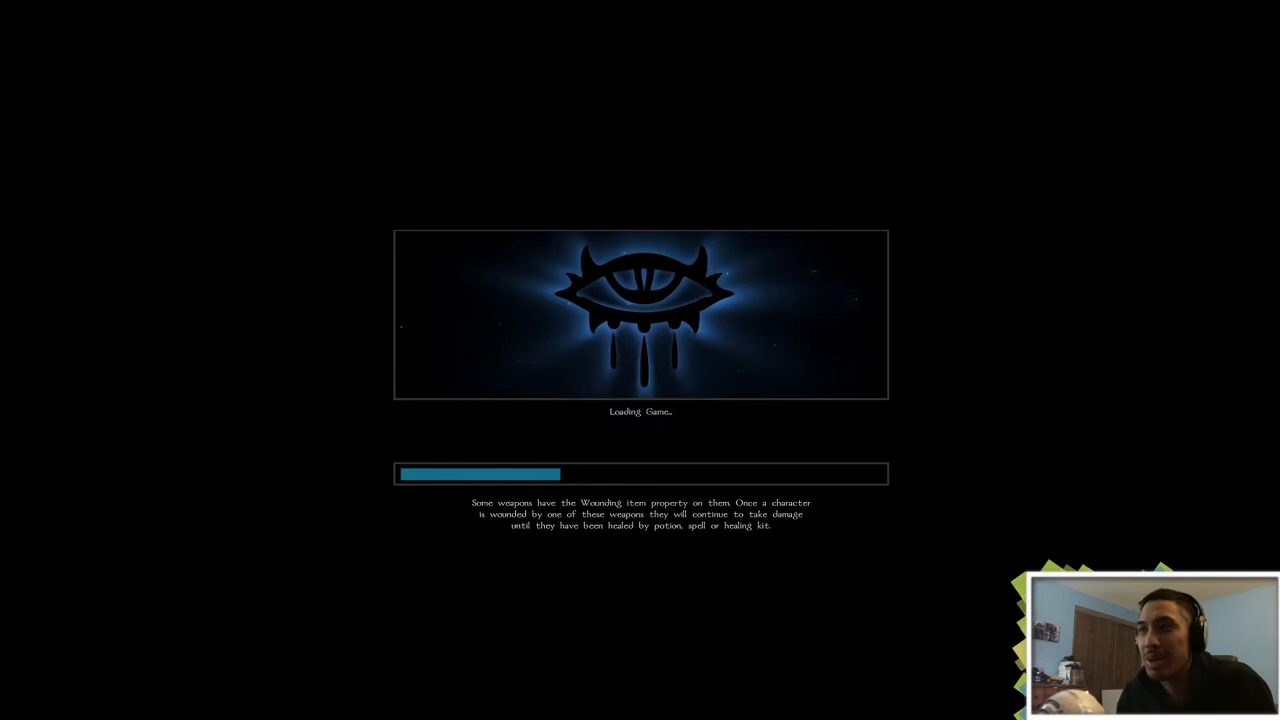 Loading Game...
Some weapons have the Wounding item property on them. Once a character
is wounded by one of these weapons they will continue to take damage
until they have been healed by potion, spell or healing kit.